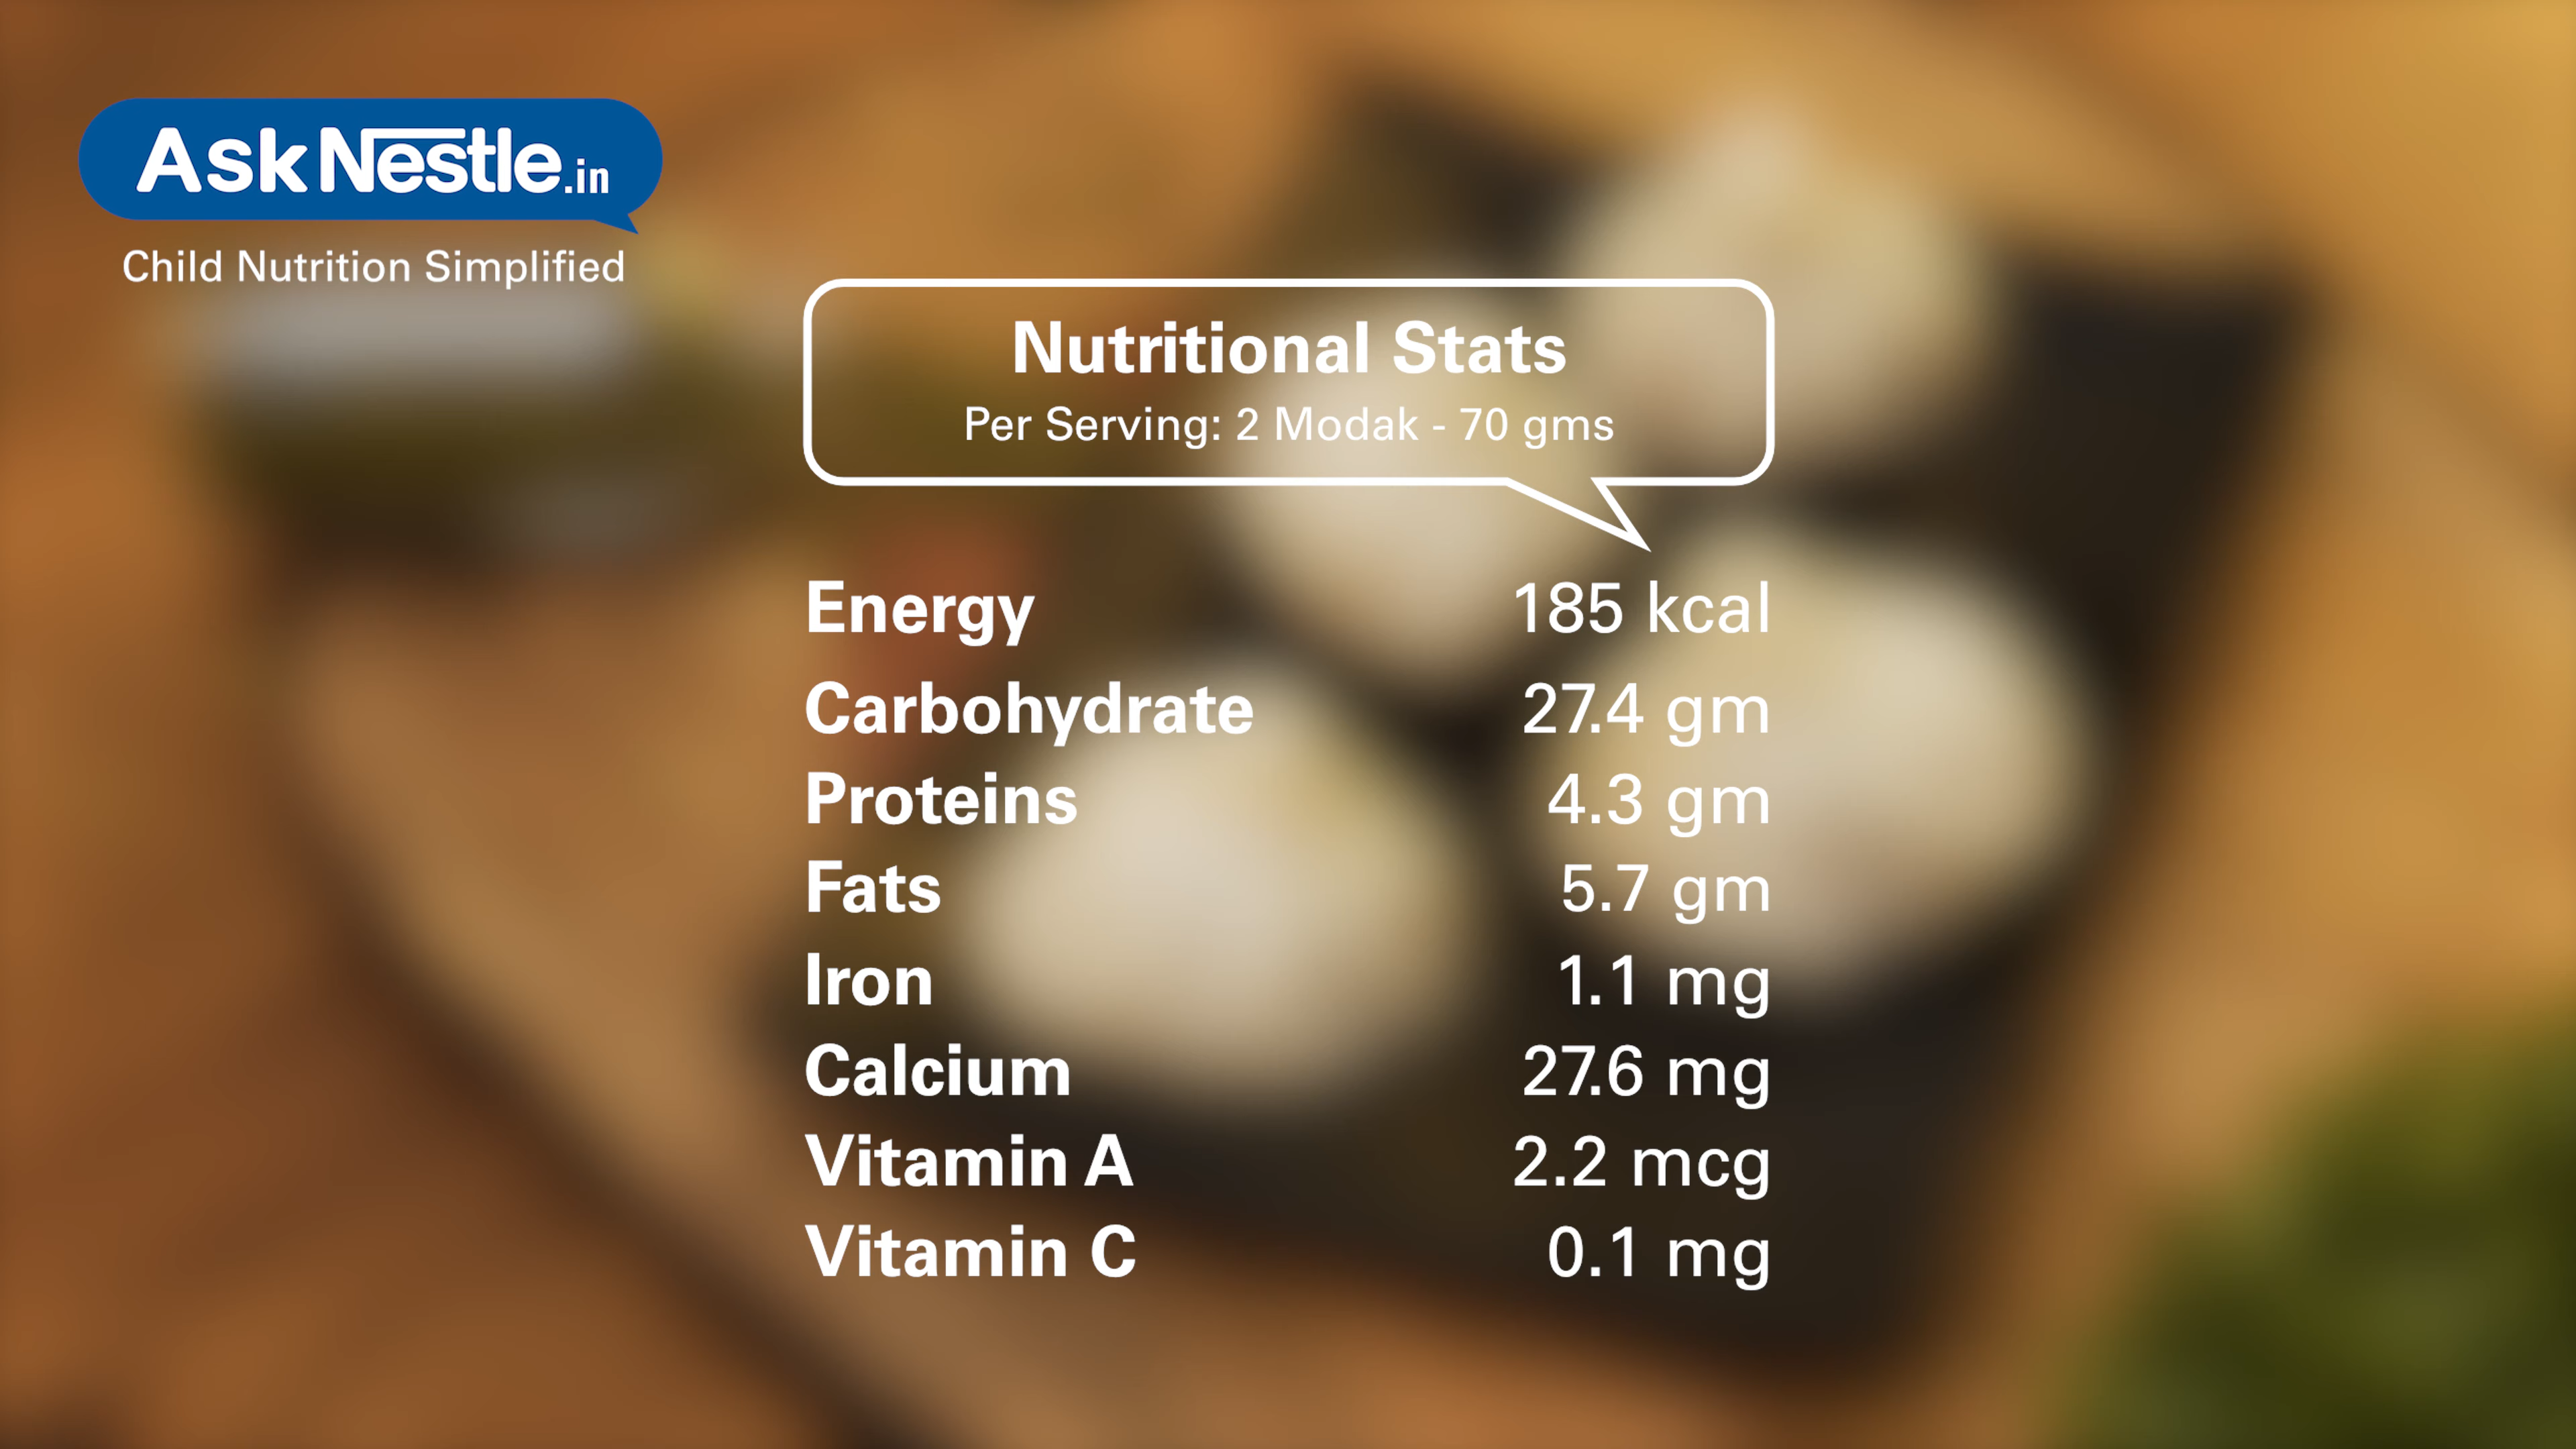 AskNestle.in
Child Nutrition Simplified
Nutritional Stats
Per Serving: 2 Modak - 70 gms
Energy 185 kcal
Carbohydrate 27.4 gm
Proteins 4.3 gm
Fats 5.7 gm
Iron 1.1 mg
Calcium 27.6 mg
Vitamin A 2.2 mcg
Vitamin C 0.1 mg